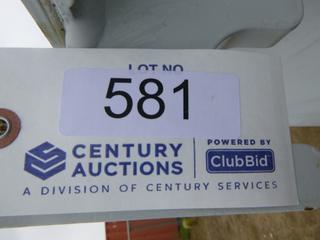 LOT NO.
581
CENTURY
AUCTIONS
POWERED BY
ClubBid
A DIVISION OF CENTURY SERVICES